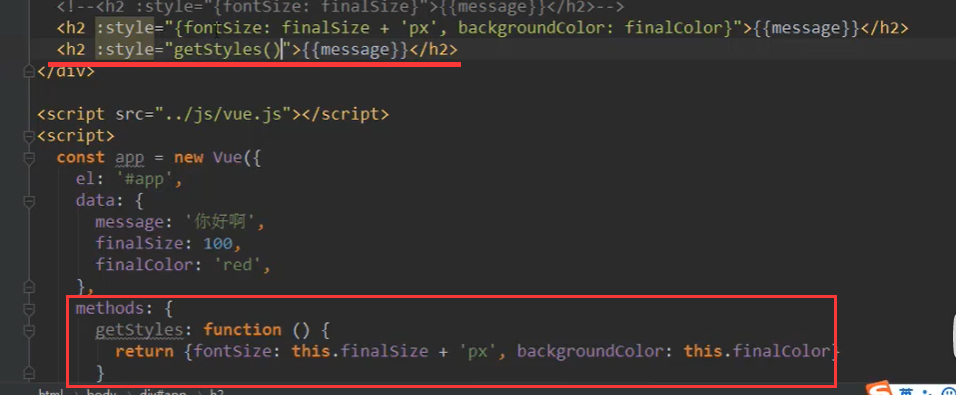 <!--<h2 :style="{fontSize: finalSize}">{{message}}</h2>-->
<h2 :style="{fontSize: finalSize + 'px', backgroundColor: finalColor}">{{message}}</h2>
<h2 :style="getStyles()">{{message}}</h2>
</div>
<script src="../js/vue.js"></script>
<script>
const app = new Vue({
el: '#app',
data: {
message: '你好啊',
finalSize: 100,
finalColor: 'red',
},
methods: {
getStyles: function () {
return {fontSize: this.finalSize + 'px', backgroundColor: this.finalColor}
}
html body div#app h2
英